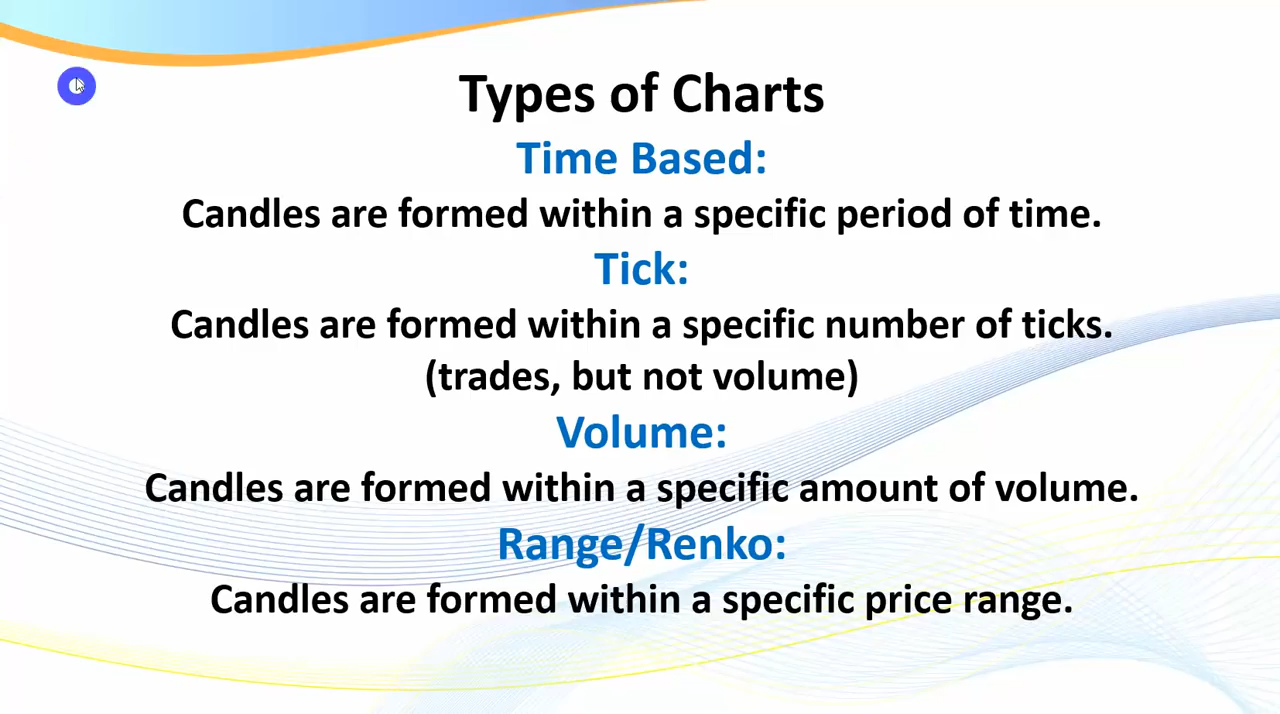 Types of Charts
Time Based:
Candles are formed within a specific period of time.
Tick:
Candles are formed within a specific number of ticks.
(trades, but not volume)
Volume:
Candles are formed within a specific amount of volume.
Range/Renko:
Candles are formed within a specific price range.